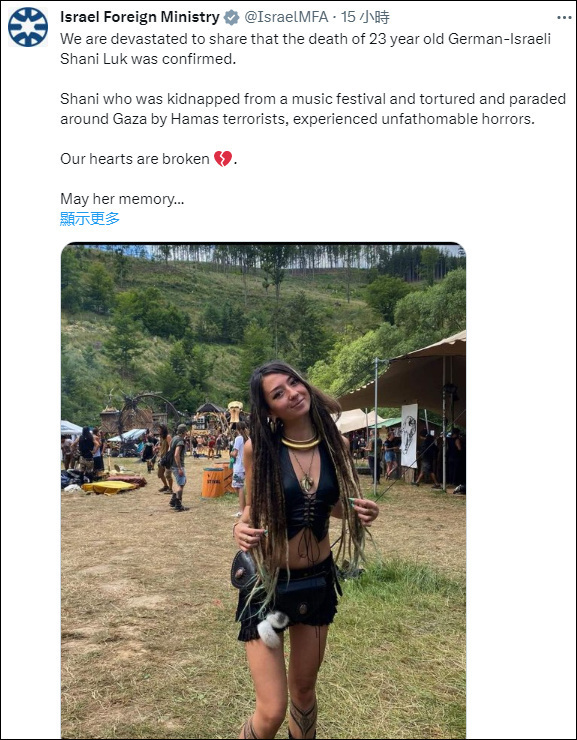 Israel Foreign Ministry @IsraelMFA · 15 小時
We are devastated to share that the death of 23 year old German-Israeli
Shani Luk was confirmed.
Shani who was kidnapped from a music festival and tortured and paraded
around Gaza by Hamas terrorists, experienced unfathomable horrors.
Our hearts are broken 💔.
May her memory...
顯示更多